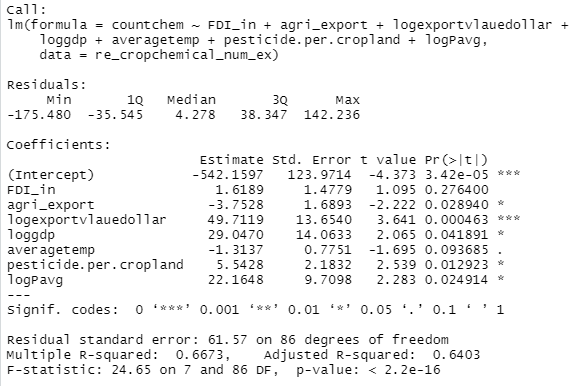 Call:
lm(formula = countchem ~ FDI_in + agri_export + logexportvlauedollar +
    loggdp + averagetemp + pesticide.per.cropland + logPavg,
    data = re_cropchemical_num_ex)
Residuals:
     Min       1Q   Median       3Q      Max
-175.480  -35.545    4.278   38.347  142.236
Coefficients:
                        Estimate Std. Error t value Pr(>|t|)
(Intercept)            -542.1597   123.9714  -4.373 3.42e-05 ***
FDI_in                    1.6189     1.4779   1.095 0.276400
agri_export              -3.7528     1.6893  -2.222 0.028940 *
logexportvlauedollar     49.7119    13.6540   3.641 0.000463 ***
loggdp                   29.0470    14.0633   2.065 0.041891 *
averagetemp              -1.3137     0.7751  -1.695 0.093685 .
pesticide.per.cropland    5.5428     2.1832   2.539 0.012923 *
logPavg                  22.1648     9.7098   2.283 0.024914 *
---
Signif. codes:  0 ‘***’ 0.001 ‘**’ 0.01 ‘*’ 0.05 ‘.’ 0.1 ‘ ’ 1
Residual standard error: 61.57 on 86 degrees of freedom
Multiple R-squared:  0.6673,    Adjusted R-squared:  0.6403
F-statistic: 24.65 on 7 and 86 DF,  p-value: < 2.2e-16